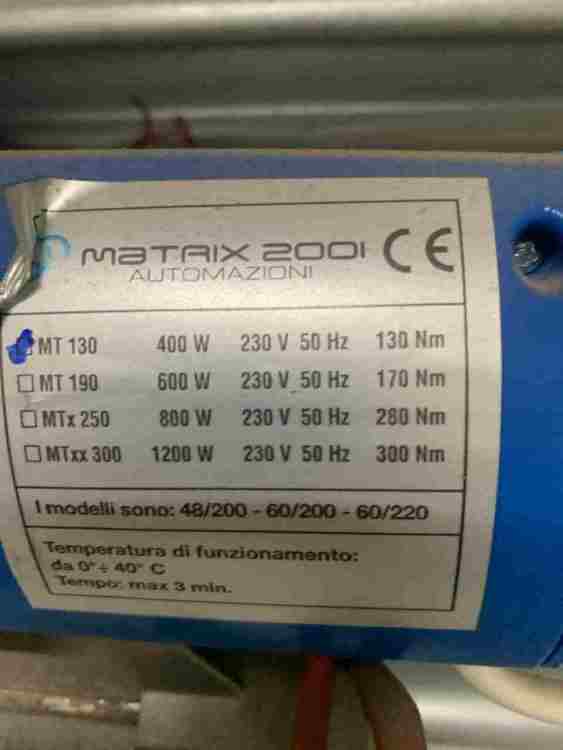 MATRIX 2001 CE
AUTOMAZIONI
MT 130 400 W 230 V 50 Hz 130 Nm
MT 190 600 W 230 V 50 Hz 170 Nm
MTx 250 800 W 230 V 50 Hz 280 Nm
MTxx 300 1200 W 230 V 50 Hz 300 Nm
I modelli sono: 48/200 - 60/200 - 60/220
Temperatura di funzionamento:
da 0° ÷ 40° C
Tempo: max 3 min.